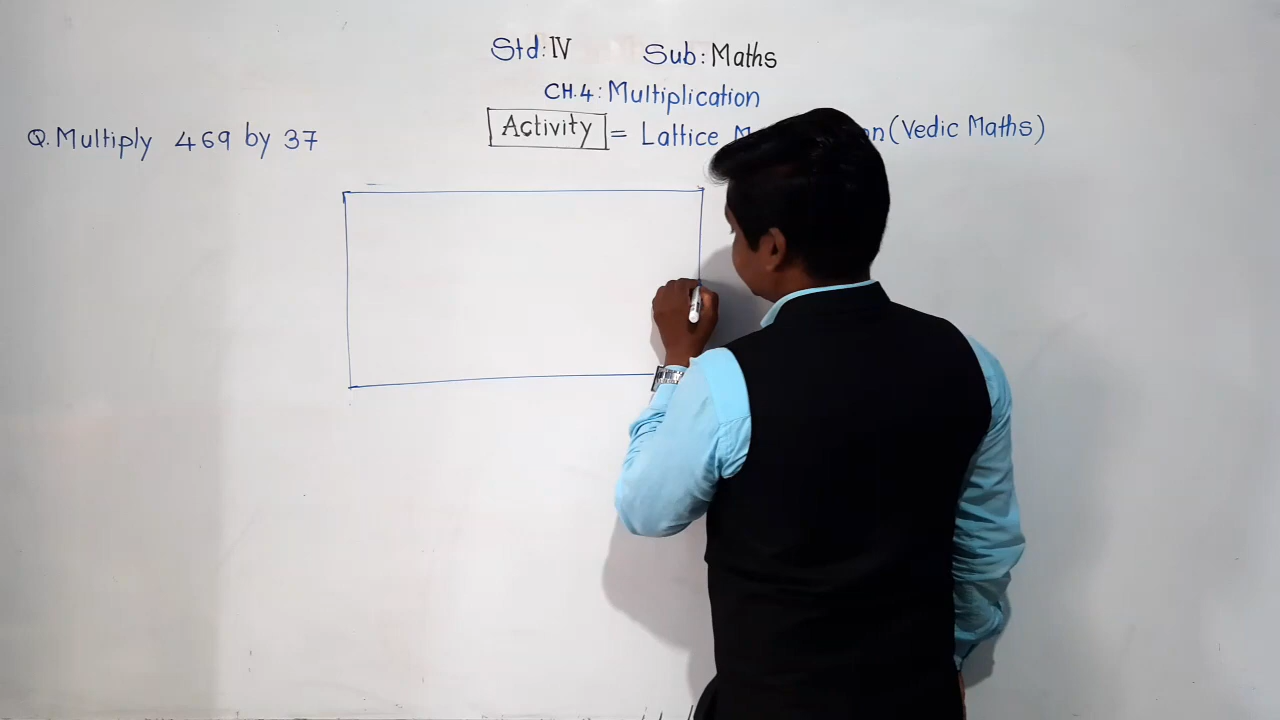 Std: IV Sub: Maths
CH.4: Multiplication
Q. Multiply 469 by 37
Activity = Lattice (Vedic Maths)